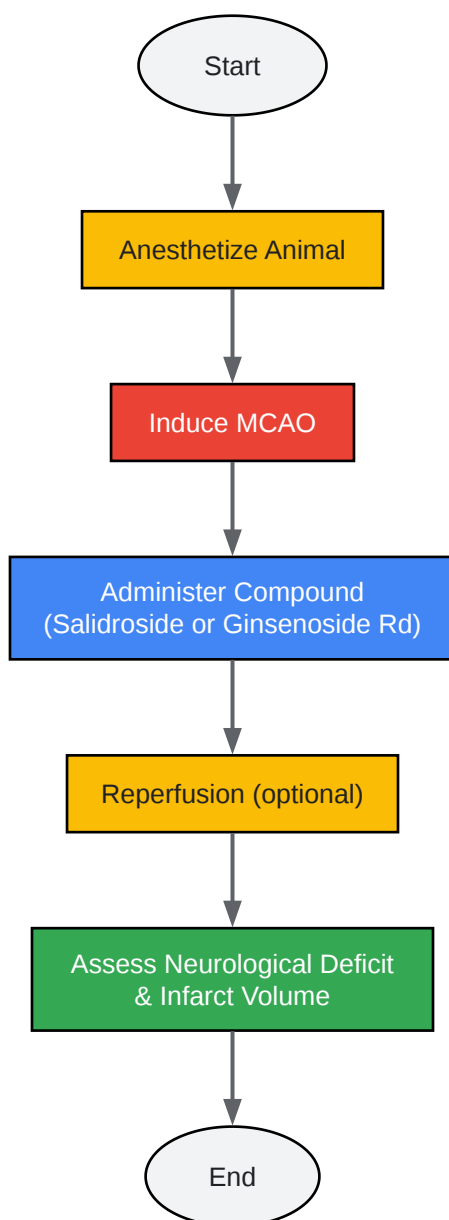 Start
Anesthetize Animal
Induce MCAO
Administer Compound
(Salidroside or Ginsenoside Rd)
Reperfusion (optional)
Assess Neurological Deficit
& Infarct Volume
End